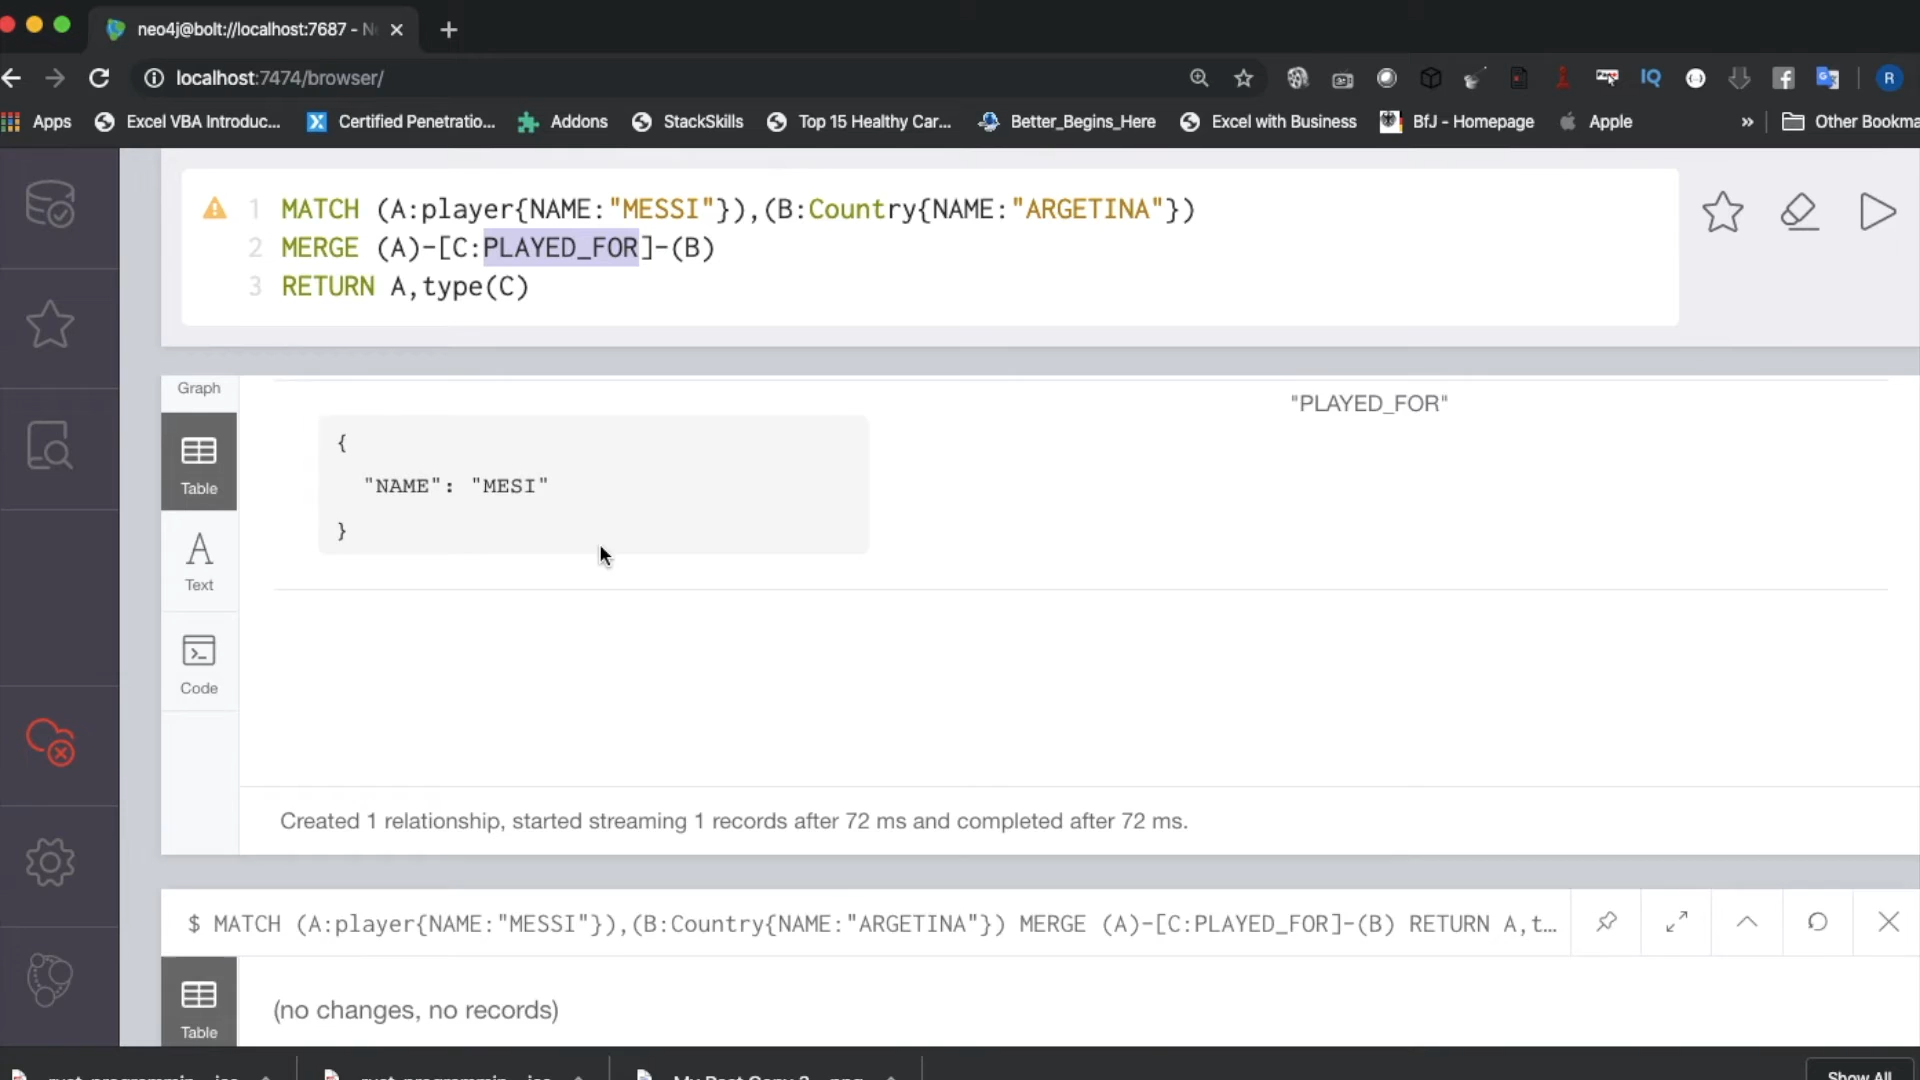 neo4j@bolt://localhost:7687 - N
localhost:7474/browser/
IQ
R
Apps
Excel VBA Introduc...
Certified Penetratio...
Addons
StackSkills
Top 15 Healthy Car...
Better_Begins_Here
Excel with Business
BfJ - Homepage
Apple
»
Other Bookma
1 MATCH (A:player{NAME:"MESSI"}),(B:Country{NAME:"ARGETINA"})
2 MERGE (A)-[C:PLAYED_FOR]-(B)
3 RETURN A,type(C)
Graph
Table
A
Text
Code
"PLAYED_FOR"
{
"NAME": "MESI"
}
Created 1 relationship, started streaming 1 records after 72 ms and completed after 72 ms.
$ MATCH (A:player{NAME:"MESSI"}),(B:Country{NAME:"ARGETINA"}) MERGE (A)-[C:PLAYED_FOR]-(B) RETURN A,t…
Table
(no changes, no records)
Show All